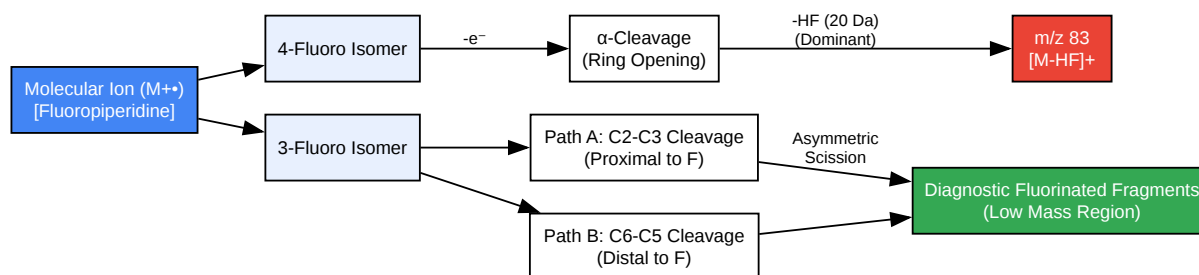 4-Fluoro Isomer
-e⁻
α-Cleavage
(Ring Opening)
-HF (20 Da)
(Dominant)
m/z 83
[M-HF]+
Molecular Ion (M+•)
[Fluoropiperidine]
3-Fluoro Isomer
Path A: C2-C3 Cleavage
(Proximal to F)
Asymmetric
Scission
Path B: C6-C5 Cleavage
(Distal to F)
Diagnostic Fluorinated Fragments
(Low Mass Region)